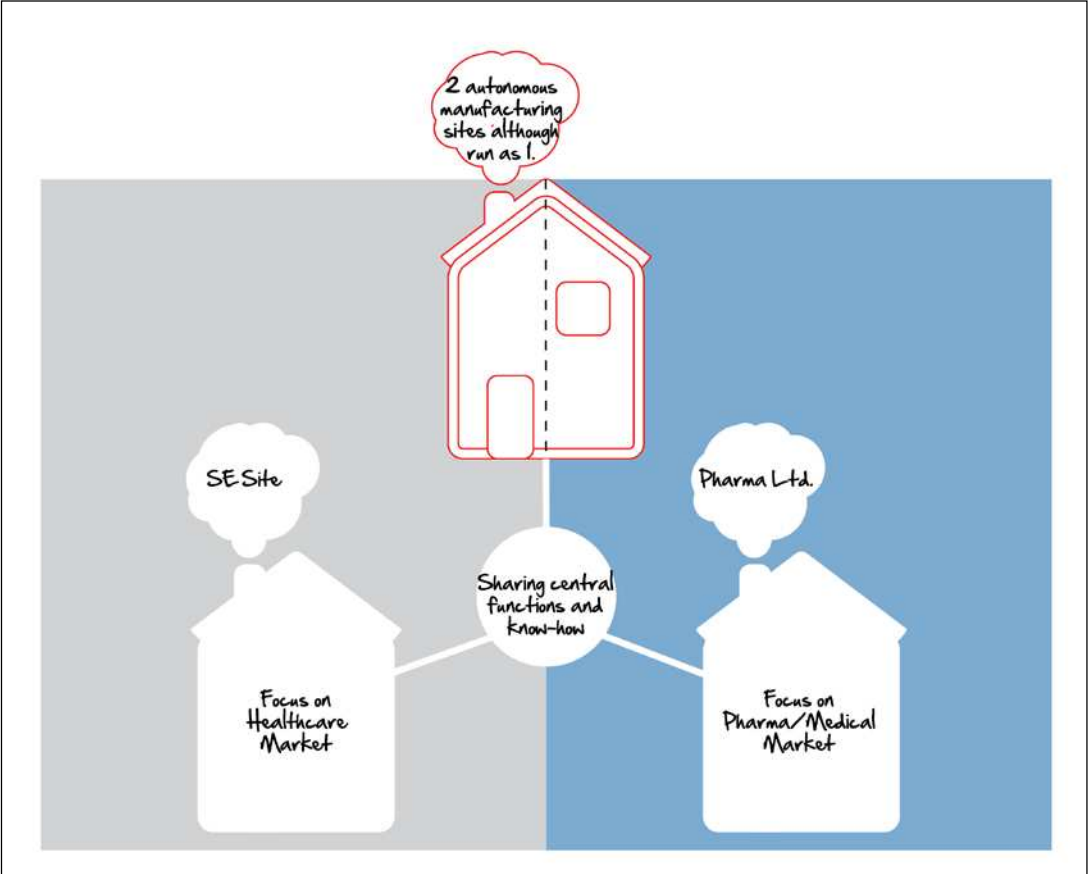 2 autonomous
manufacturing
sites although
run as 1.
SE Site
Pharma Ltd.
Sharing central
functions and
know-how
Focus on
Healthcare
Market
Focus on
Pharma/Medical
Market